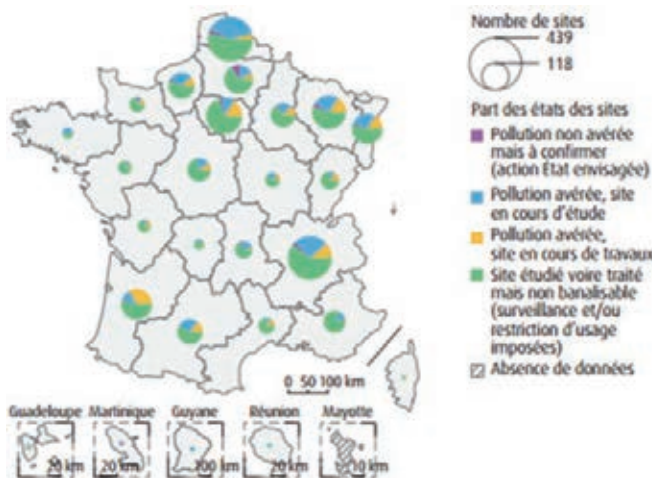 Nombre de sites
439
118
Part des états des sites
Pollution non avérée
mais à confirmer
(action État envisagée)
Pollution avérée, site
en cours d'étude
Pollution avérée,
site en cours de travaux
Site étudié voire traité
mais non banalisable
(surveillance et/ou
restriction d'usage
imposées)
Absence de données
0 50 100 km
Guadeloupe Martinique Guyane Réunion Mayotte
20 km 20 km 100 km 20 km 10 km